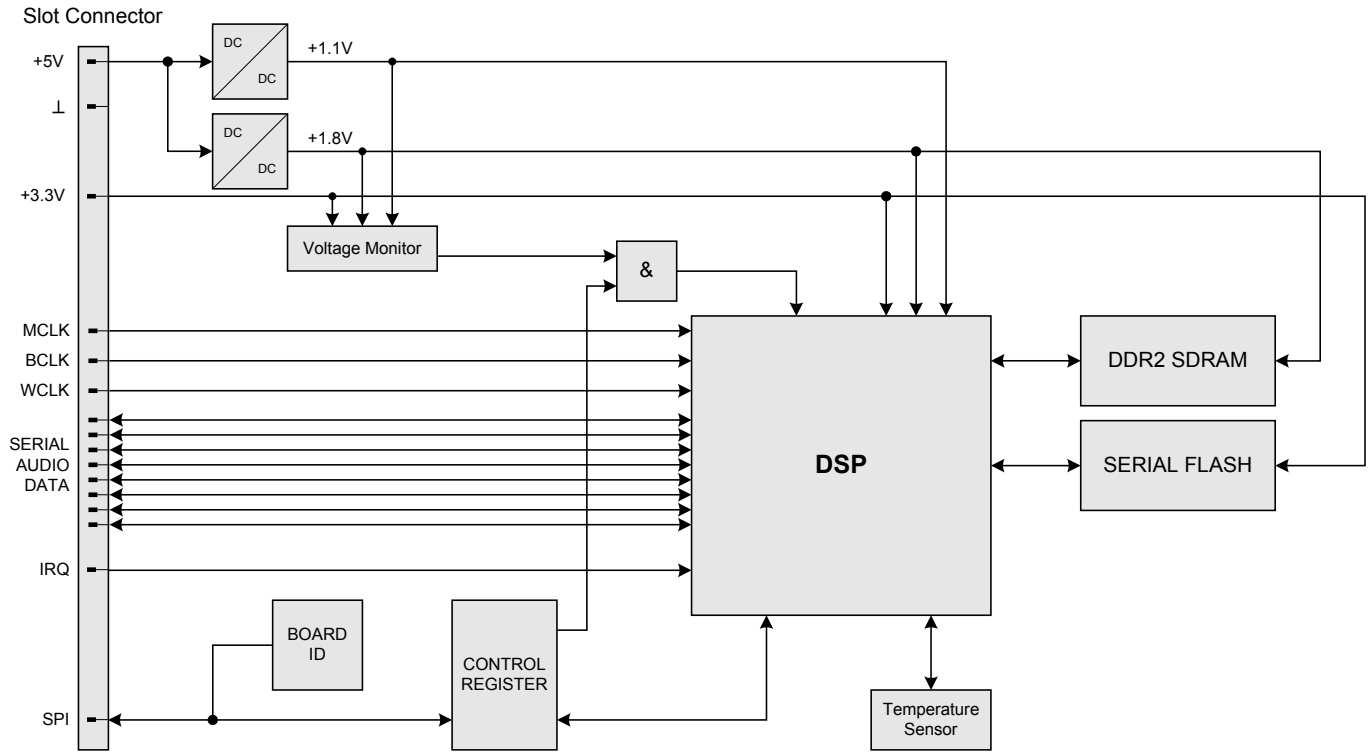 Slot Connector
+5V
DC
DC
+1.1V
⊥
DC
DC
+1.8V
+3.3V
Voltage Monitor
&
MCLK
BCLK
WCLK
DDR2 SDRAM
SERIAL
AUDIO
DATA
DSP
SERIAL FLASH
IRQ
BOARD
ID
CONTROL
REGISTER
SPI
Temperature
Sensor